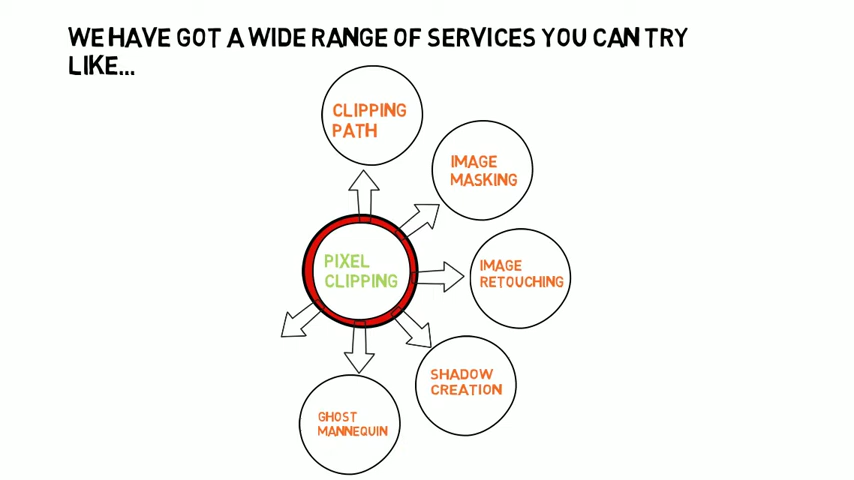 WE HAVE GOT A WIDE RANGE OF SERVICES YOU CAN TRY
LIKE...
CLIPPING
PATH
IMAGE
MASKING
PIXEL
CLIPPING
IMAGE
RETOUCHING
SHADOW
CREATION
GHOST
MANNEQUIN